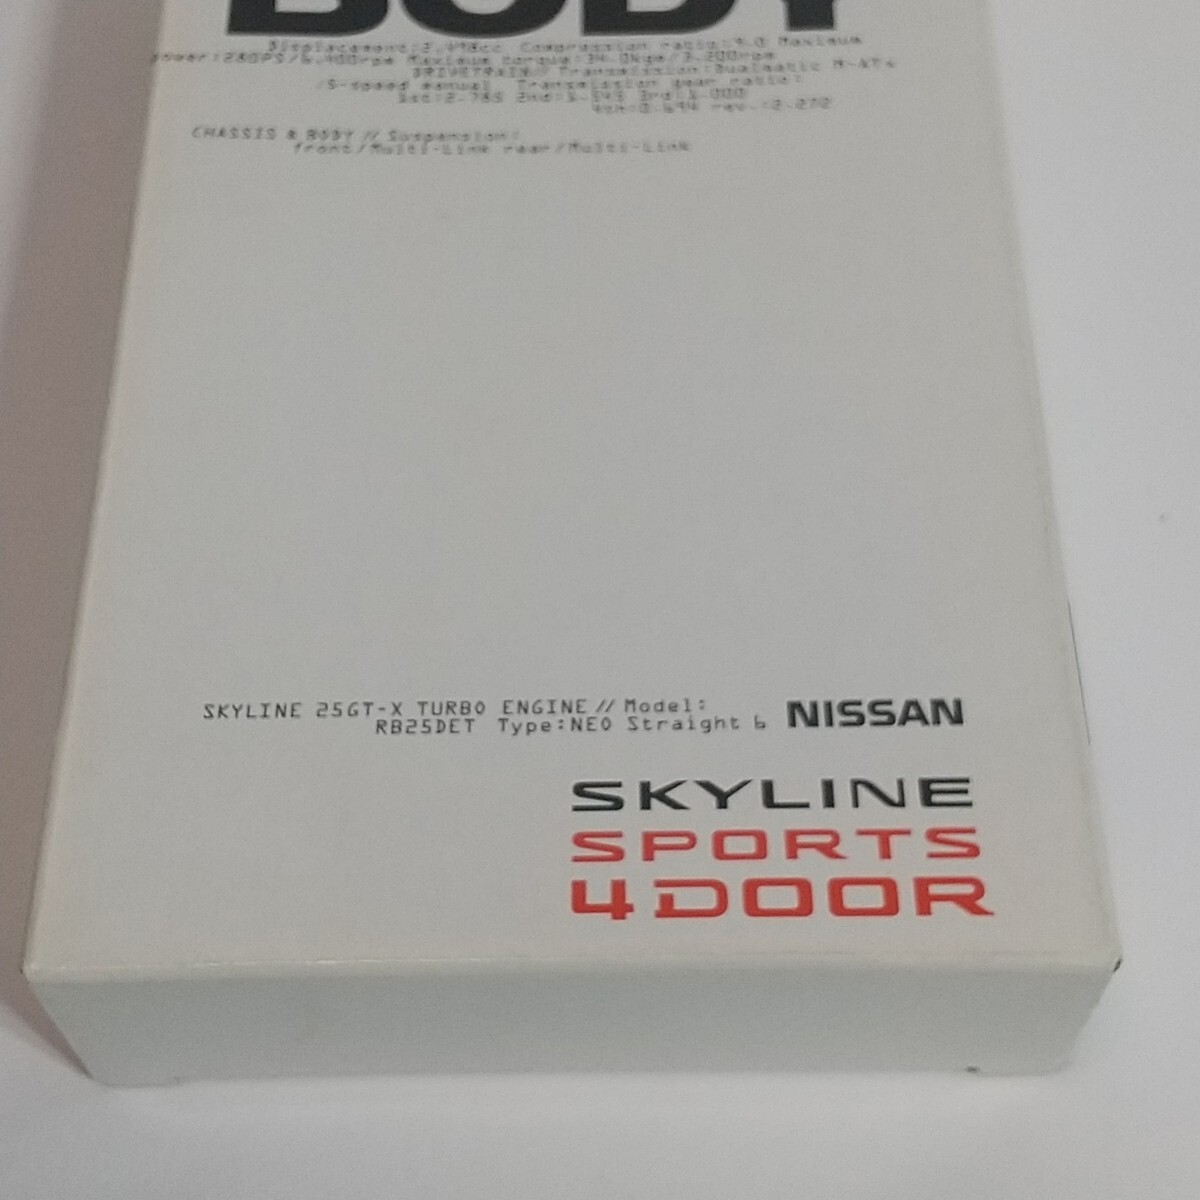 BODY
Displacement:2,498cc Compression ratio:9.0 Maximum
power:280PS/6,400rpm Maximum torque:34.0kgm/3,200rpm
DRIVETRAIN// Transmission:Dualmatic M-ATx
/5-speed manual Transmission gear ratio:
1st:2.785 2nd:1.545 3rd:1.000
4th:0.694 rev.:2.272
CHASSIS & BODY // Suspension:
front/Multi-Link rear/Multi-Link
SKYLINE 25GT-X TURBO ENGINE // Model:
RB25DET Type:NEO Straight 6
NISSAN
SKYLINE
SPORTS
4DOOR